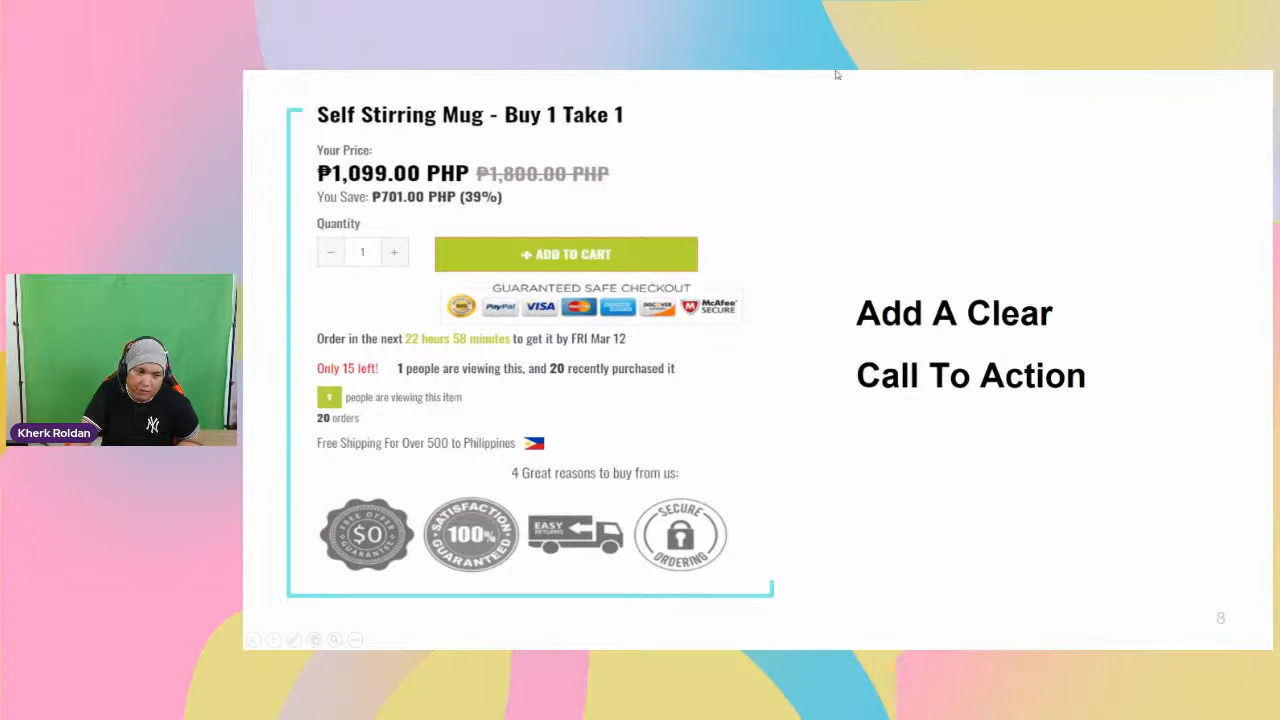 Self Stirring Mug - Buy 1 Take 1
Your Price:
₱1,099.00 PHP ₱1,800.00 PHP
You Save: ₱701.00 PHP (39%)
Quantity
− 1 +
+ ADD TO CART
GUARANTEED SAFE CHECKOUT
PayPal VISA DISCOVER McAfee SECURE
Order in the next 22 hours 58 minutes to get it by FRI Mar 12
Only 15 left! 1 people are viewing this, and 20 recently purchased it
1 people are viewing this item
20 orders
Free Shipping For Over 500 to Philippines
4 Great reasons to buy from us:
FREE OFFER $0 GUARANTEE
SATISFACTION 100% GUARANTEED
EASY RETURNS
SECURE ORDERING
Add A Clear
Call To Action
8
Kherk Roldan
NY